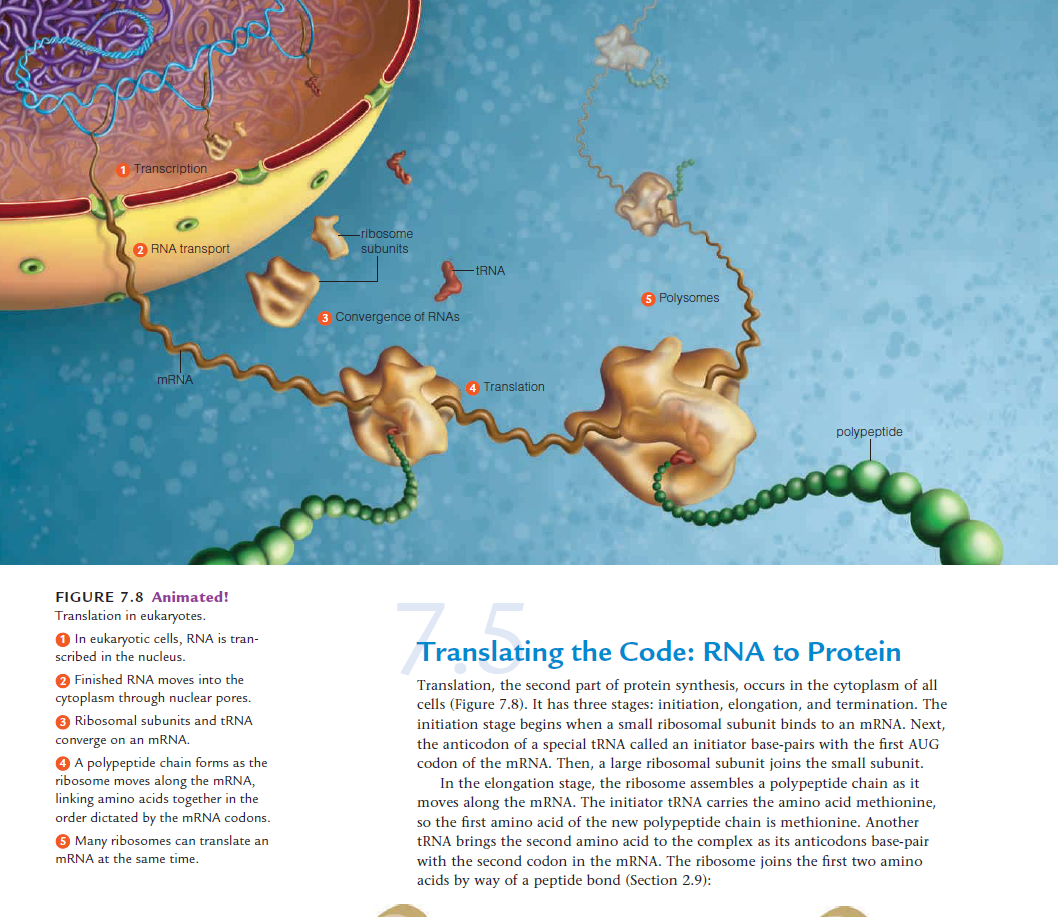 1 Transcription
2 RNA transport
ribosome
subunits
tRNA
3 Convergence of RNAs
5 Polysomes
mRNA
4 Translation
polypeptide
FIGURE 7.8 Animated!
Translation in eukaryotes.
1 In eukaryotic cells, RNA is tran-
scribed in the nucleus.
2 Finished RNA moves into the
cytoplasm through nuclear pores.
3 Ribosomal subunits and tRNA
converge on an mRNA.
4 A polypeptide chain forms as the
ribosome moves along the mRNA,
linking amino acids together in the
order dictated by the mRNA codons.
5 Many ribosomes can translate an
mRNA at the same time.
7.5
Translating the Code: RNA to Protein
Translation, the second part of protein synthesis, occurs in the cytoplasm of all
cells (Figure 7.8). It has three stages: initiation, elongation, and termination. The
initiation stage begins when a small ribosomal subunit binds to an mRNA. Next,
the anticodon of a special tRNA called an initiator base-pairs with the first AUG
codon of the mRNA. Then, a large ribosomal subunit joins the small subunit.
In the elongation stage, the ribosome assembles a polypeptide chain as it
moves along the mRNA. The initiator tRNA carries the amino acid methionine,
so the first amino acid of the new polypeptide chain is methionine. Another
tRNA brings the second amino acid to the complex as its anticodons base-pair
with the second codon in the mRNA. The ribosome joins the first two amino
acids by way of a peptide bond (Section 2.9):